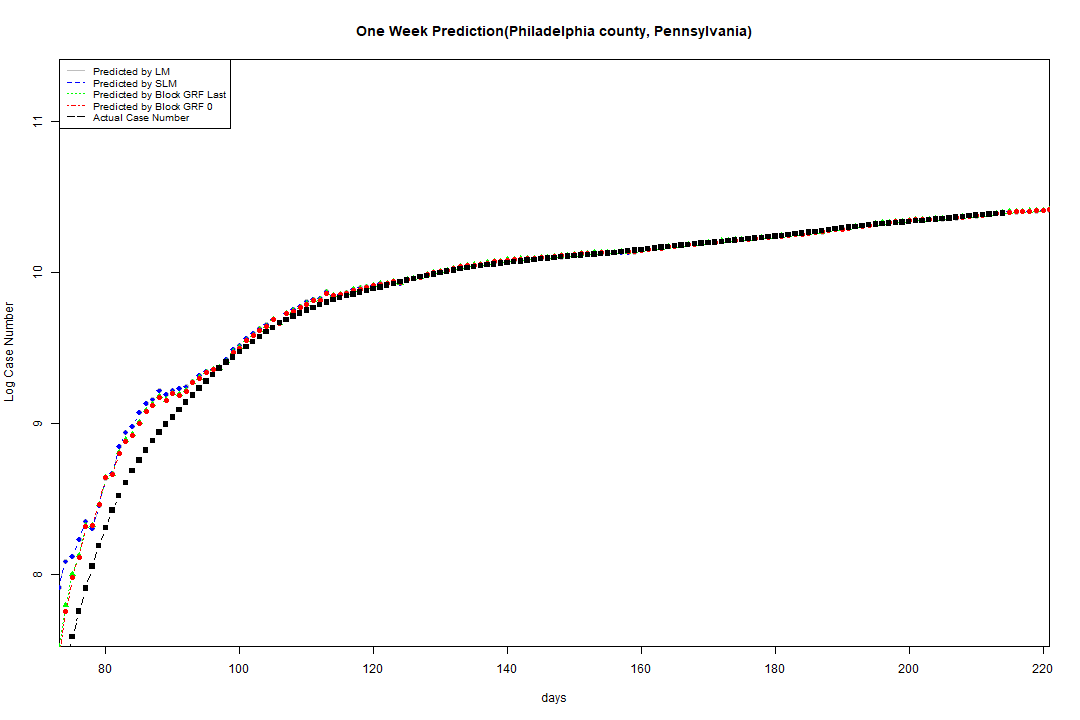 One Week Prediction(Philadelphia county, Pennsylvania)
Predicted by LM
Predicted by SLM
Predicted by Block GRF Last
Predicted by Block GRF 0
Actual Case Number
11
10
9
8
Log Case Number
80 100 120 140 160 180 200 220
days